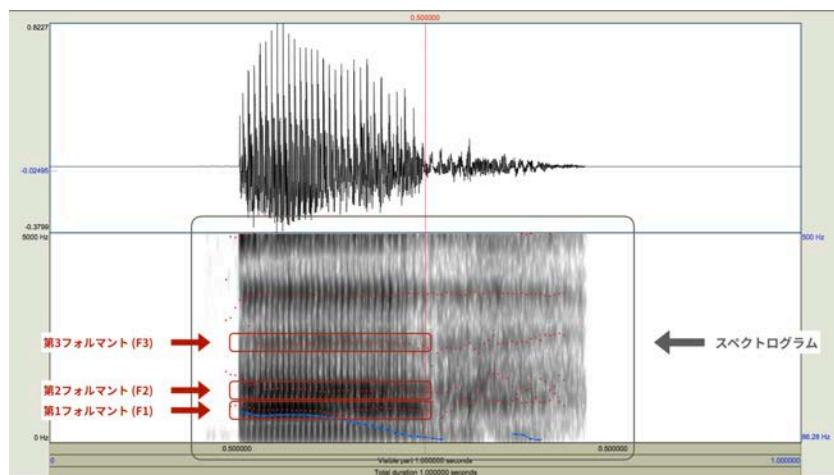 0.500000
0.8227
-0.02495
-0.3799
5000 Hz
500 Hz
第3フォルマント (F3)
スペクトログラム
第2フォルマント (F2)
第1フォルマント (F1)
0 Hz
86.28 Hz
0.500000
0.500000
0
Visible part 1.000000 seconds
1.000000
Total duration 1.000000 seconds